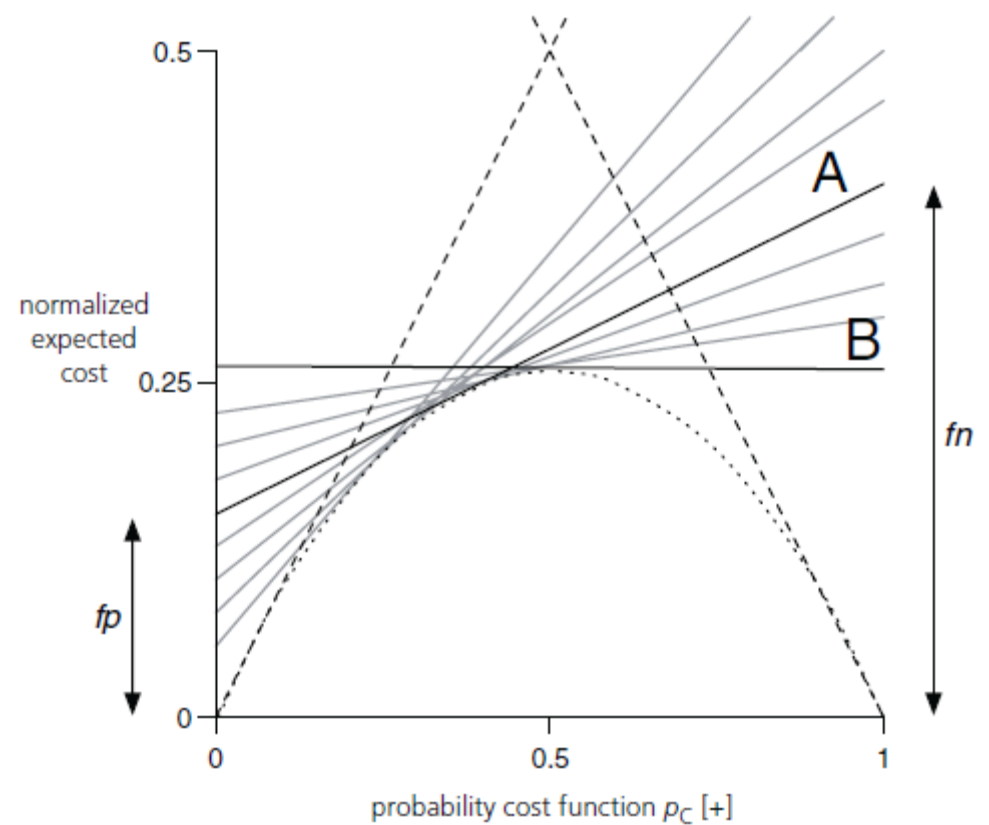 0.5
A
normalized
expected
cost
B
0.25
fn
fp
0
0
0.5
1
probability cost function pC [+]